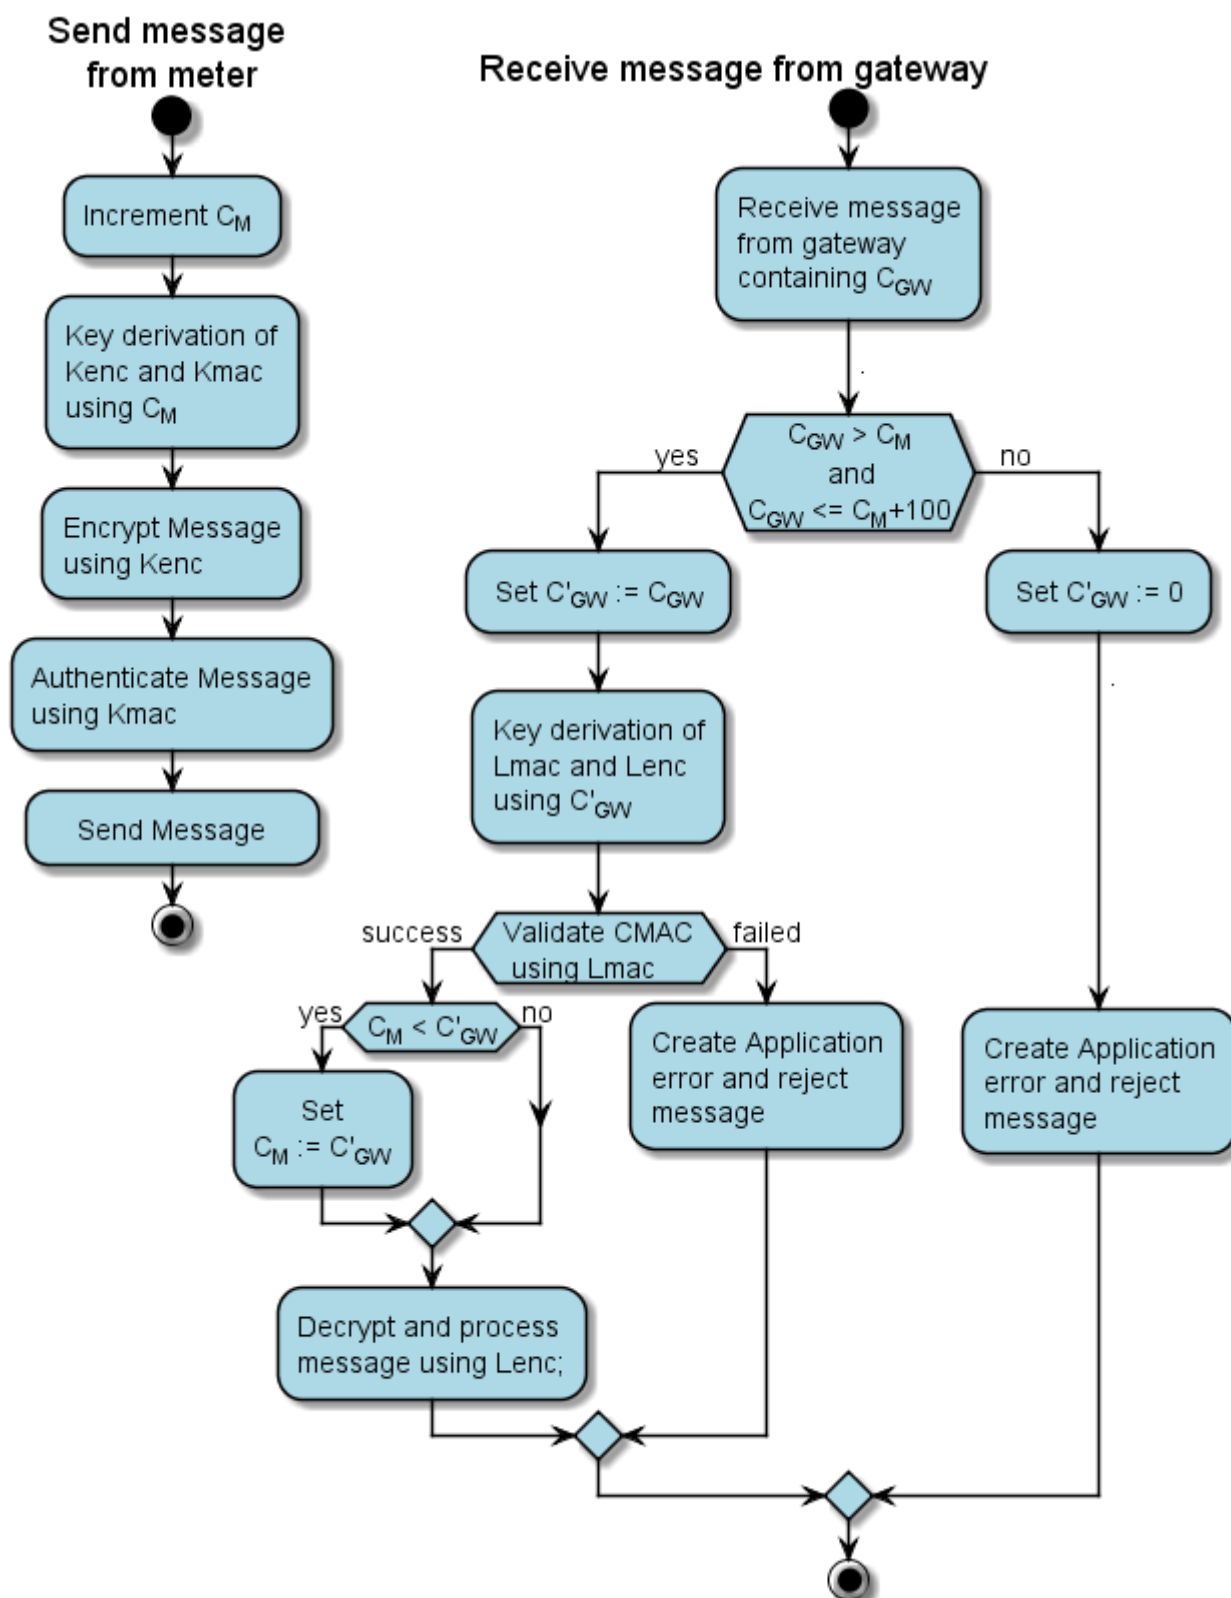 Send message
from meter
Increment C_M
Key derivation of
Kenc and Kmac
using C_M
Encrypt Message
using Kenc
Authenticate Message
using Kmac
Send Message
Receive message from gateway
Receive message
from gateway
containing C_GW
C_GW > C_M
and
C_GW <= C_M+100
yes
no
Set C'_GW := C_GW
Set C'_GW := 0
Key derivation of
Lmac and Lenc
using C'_GW
Validate CMAC
using Lmac
success
failed
C_M < C'_GW
yes
no
Set
C_M := C'_GW
Create Application
error and reject
message
Create Application
error and reject
message
Decrypt and process
message using Lenc;